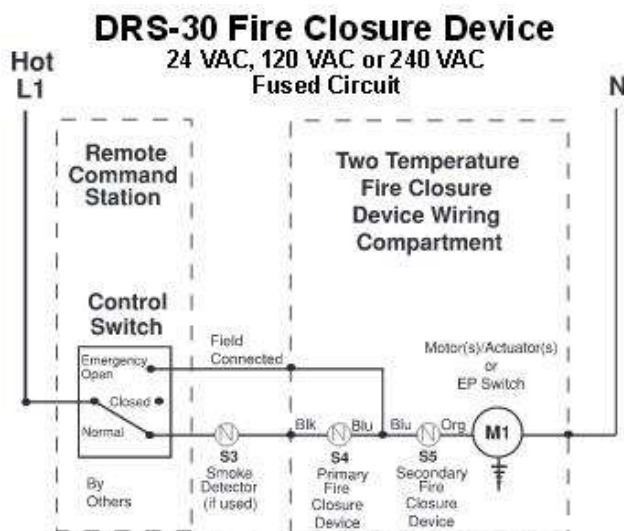 DRS-30 Fire Closure Device
24 VAC, 120 VAC or 240 VAC
Fused Circuit
Hot
L1
N
Remote
Command
Station
Two Temperature
Fire Closure
Device Wiring
Compartment
Control
Switch
Emergency
Open
Closed
Normal
By
Others
Field
Connected
S3
Smoke
Detector
(if used)
Blk
N
Blu
S4
Primary
Fire
Closure
Device
Blu
N
Org
S5
Secondary
Fire
Closure
Device
Motor(s)/Actuator(s)
or
EP Switch
M1
N